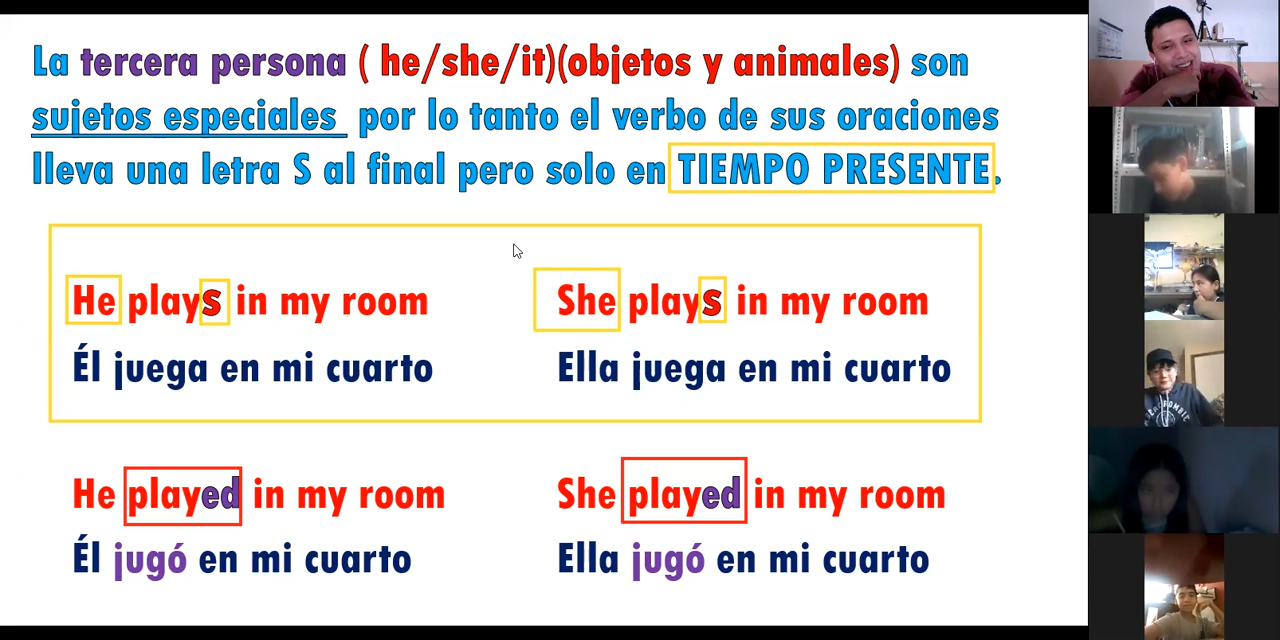 La tercera persona ( he/she/it)(objetos y animales) son
sujetos especiales por lo tanto el verbo de sus oraciones
lleva una letra S al final pero solo en TIEMPO PRESENTE.
He plays in my room
She plays in my room
Él juega en mi cuarto
Ella juega en mi cuarto
He played in my room
She played in my room
Él jugó en mi cuarto
Ella jugó en mi cuarto